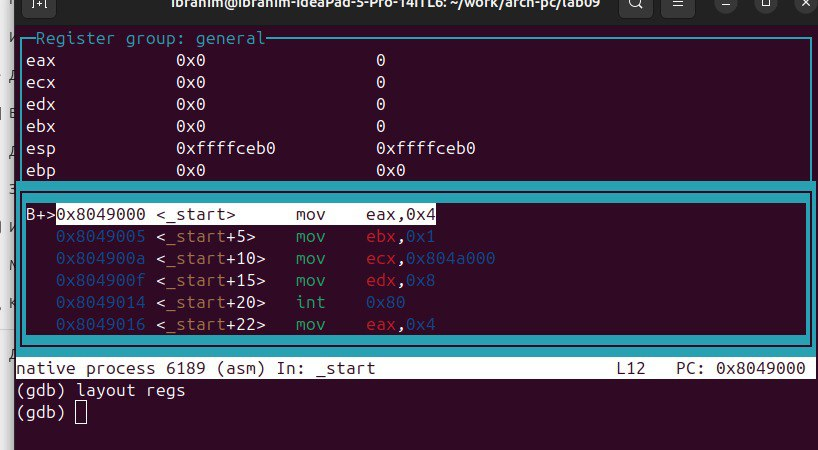 ibrahim@ibrahim-IdeaPad-5-Pro-14ITL6: ~/work/arch-pc/lab09
Register group: general
eax 0x0 0
ecx 0x0 0
edx 0x0 0
ebx 0x0 0
esp 0xffffceb0 0xffffceb0
ebp 0x0 0x0
B+>0x8049000 <_start> mov eax,0x4
0x8049005 <_start+5> mov ebx,0x1
0x804900a <_start+10> mov ecx,0x804a000
0x804900f <_start+15> mov edx,0x8
0x8049014 <_start+20> int 0x80
0x8049016 <_start+22> mov eax,0x4
native process 6189 (asm) In: _start L12 PC: 0x8049000
(gdb) layout regs
(gdb)